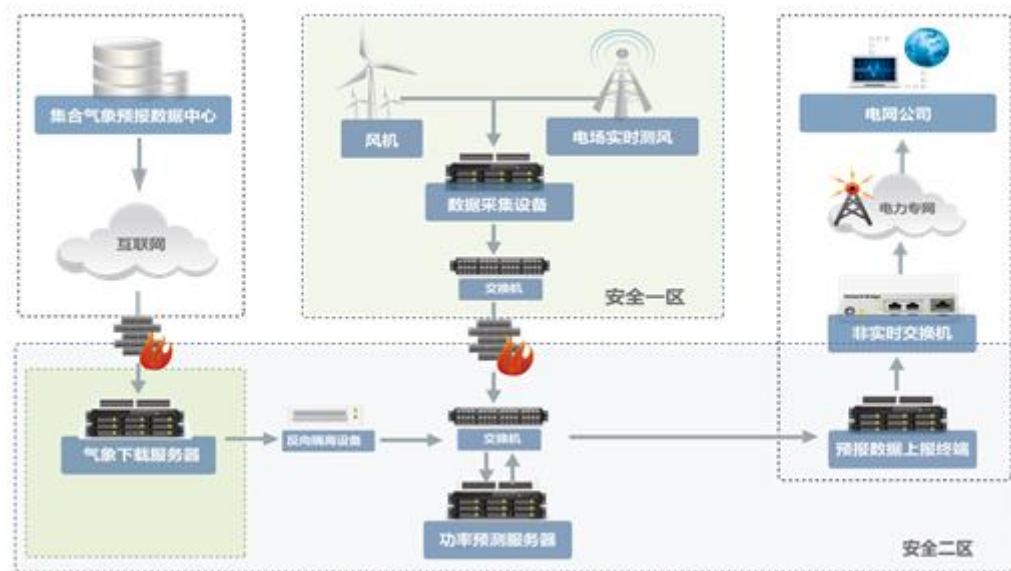 集合气象预报数据中心
互联网
气象下载服务器
反向隔离设备
风机
电场实时测风
数据采集设备
交换机
安全一区
交换机
功率预测服务器
电网公司
电力专网
非实时交换机
预报数据上报终端
安全二区